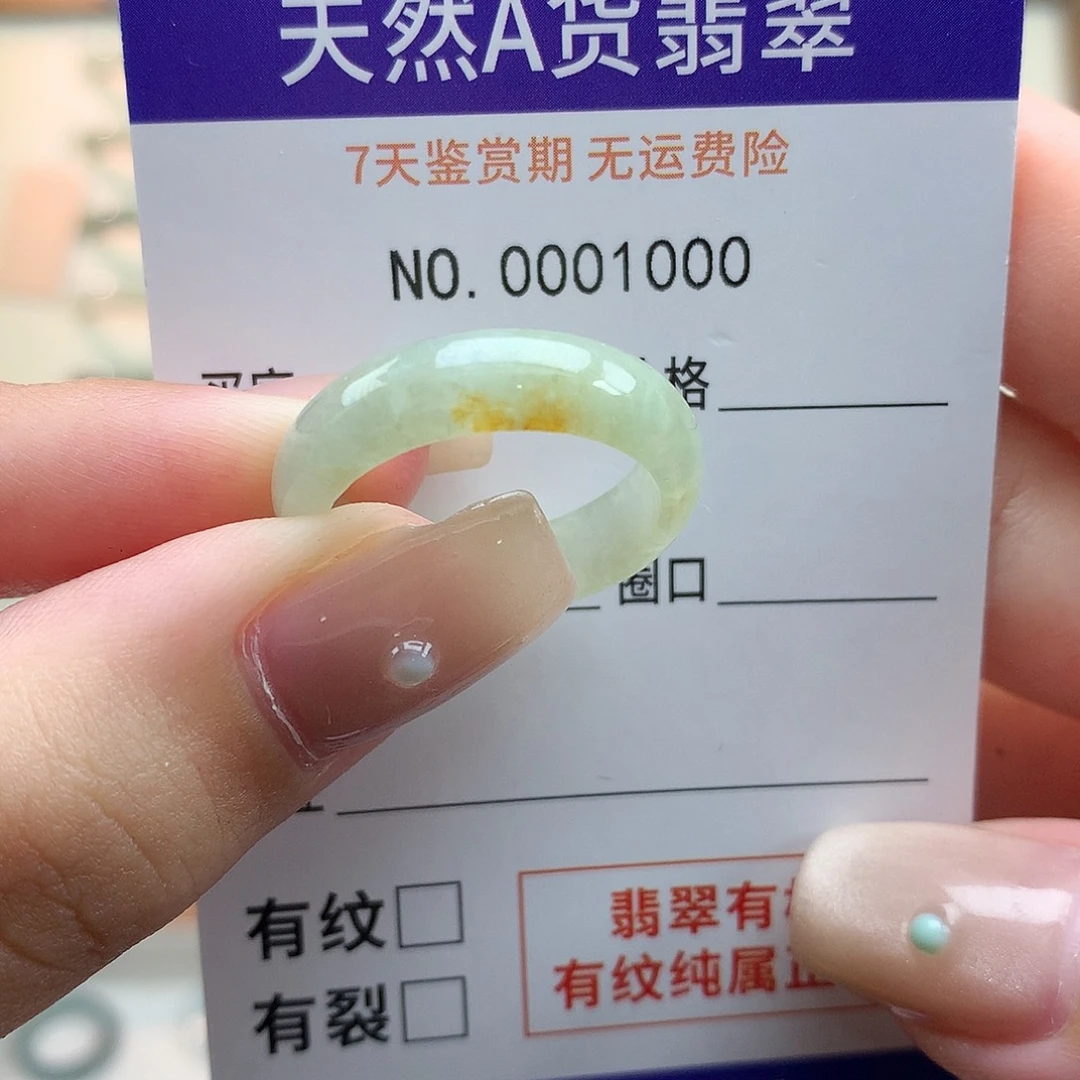 天然A货翡翠
7天鉴赏期 无运费险
NO. 0001000
格
圈口
有纹
有裂
翡翠有
有纹纯属正